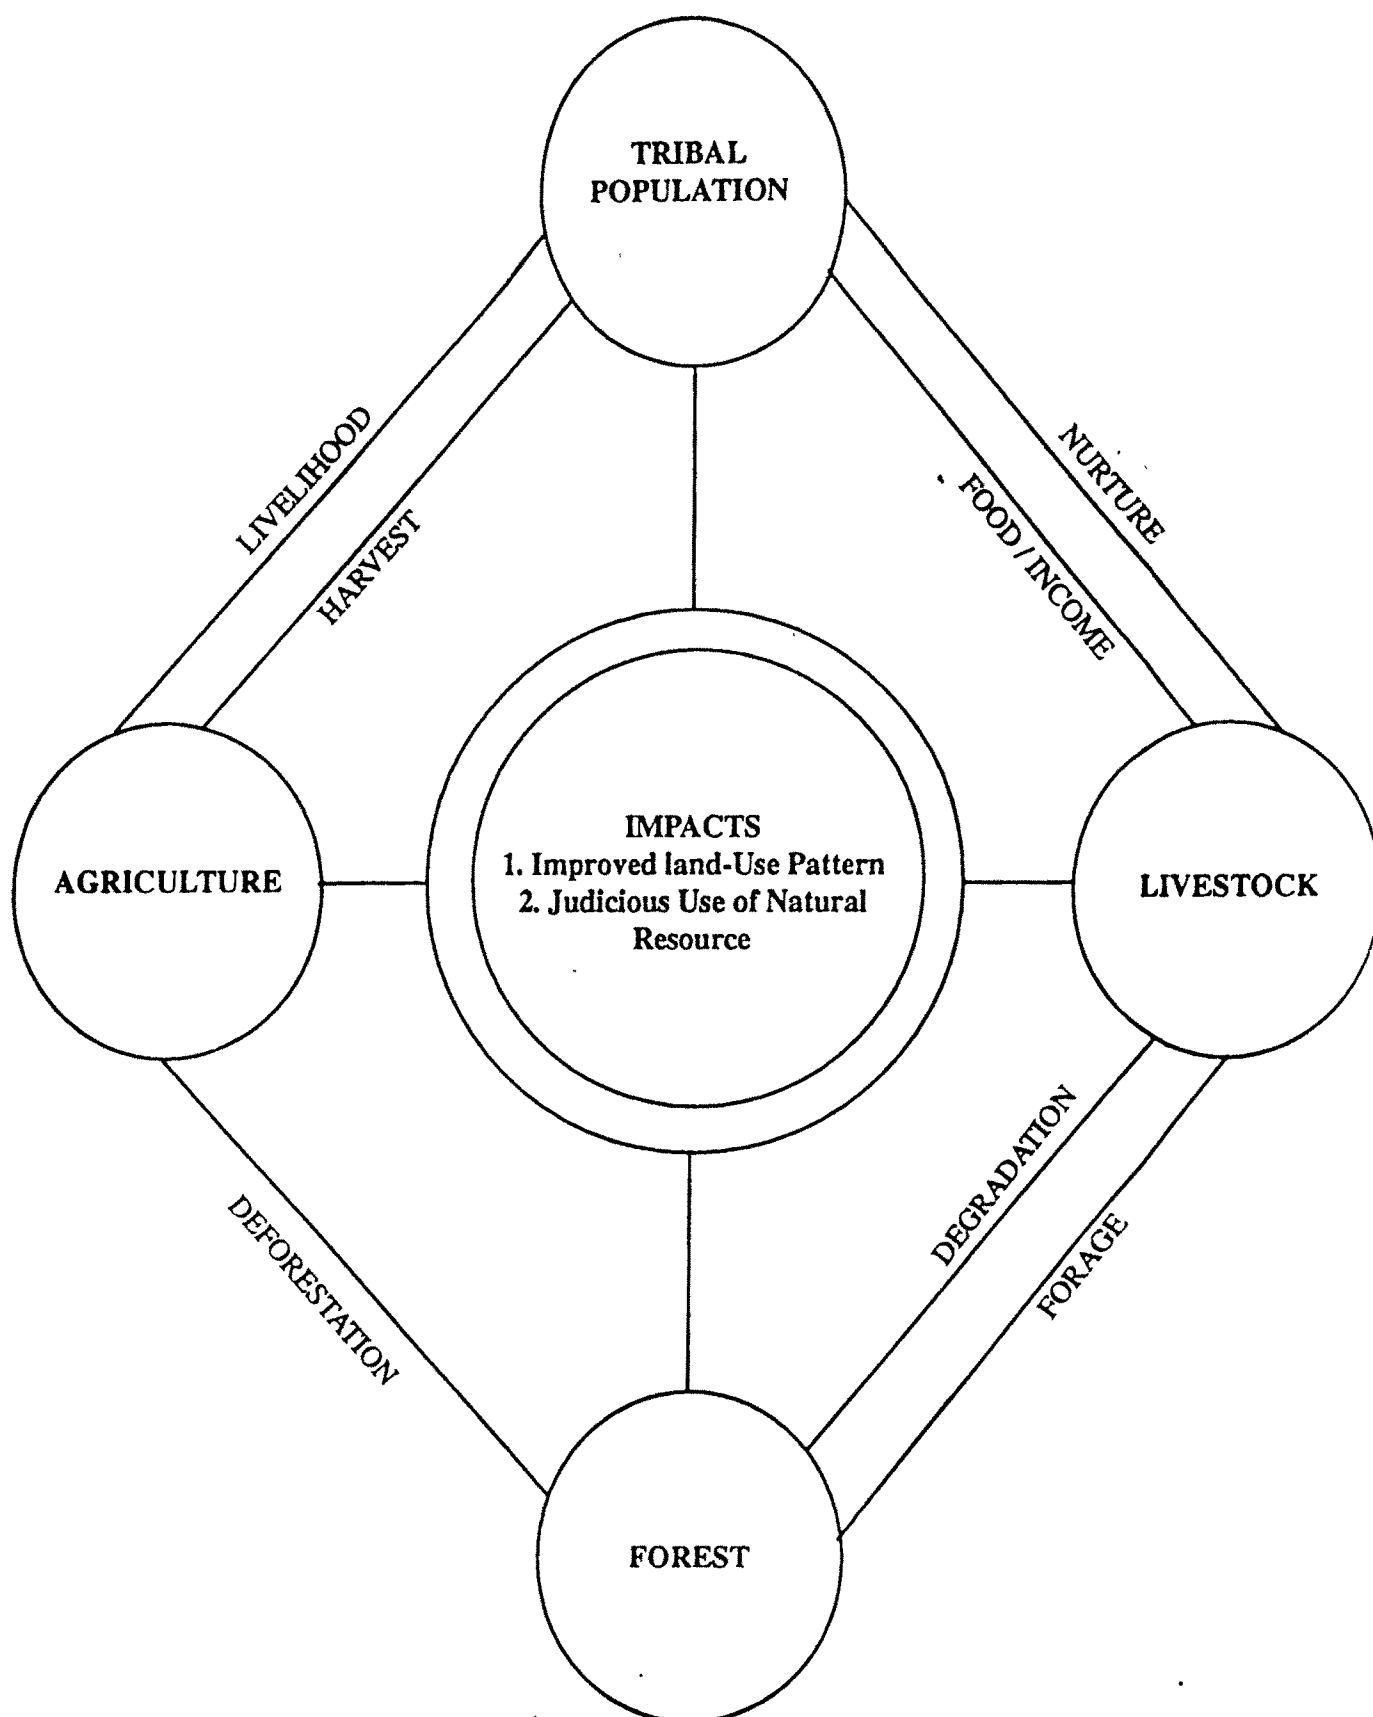 TRIBAL
POPULATION
LIVELIHOOD
HARVEST
NURTURE
FOOD / INCOME
IMPACTS
1. Improved land-Use Pattern
2. Judicious Use of Natural
Resource
AGRICULTURE
LIVESTOCK
DEFORESTATION
DEGRADATION
FORAGE
FOREST